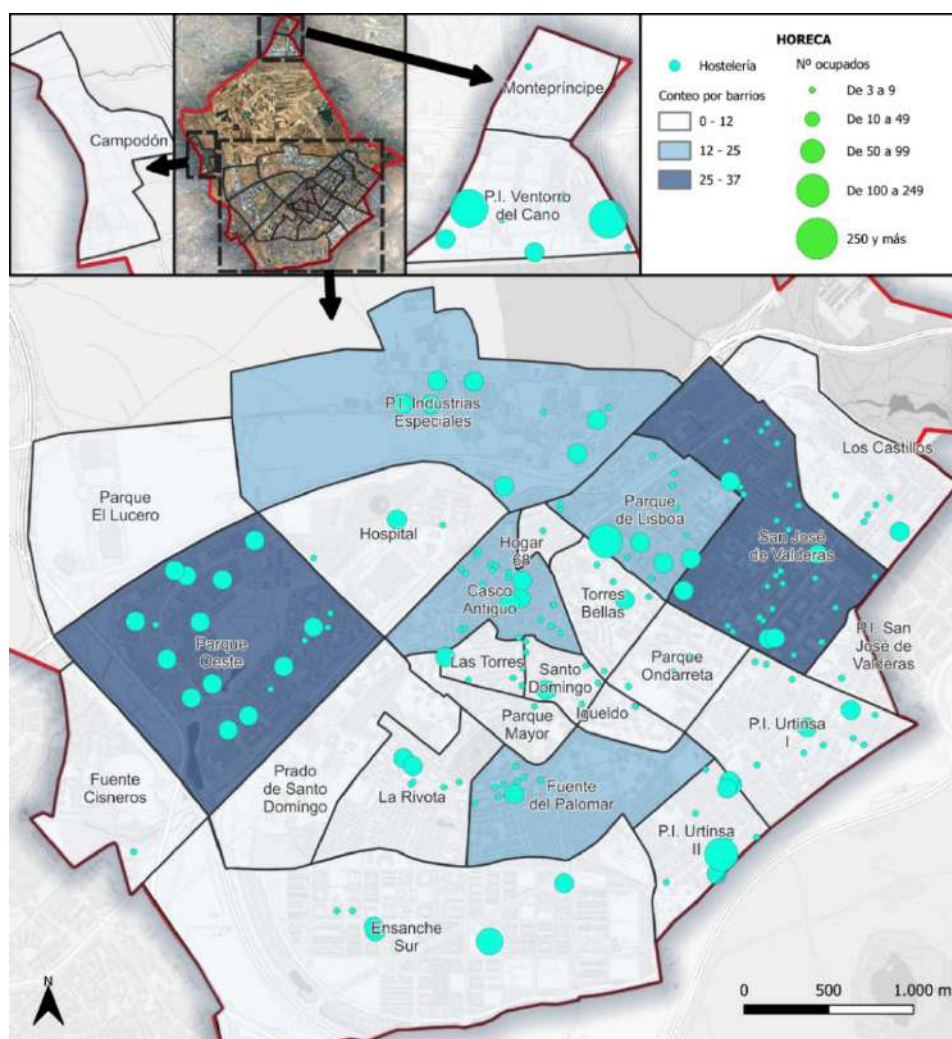 Campodón
Montepríncipe
P.I. Ventorro
del Cano
HORECA
Hostelería
Conteo por barrios
0 - 12
12 - 25
25 - 37
Nº ocupados
De 3 a 9
De 10 a 49
De 50 a 99
De 100 a 249
250 y más
P.I. Industrias
Especiales
Los Castillos
Parque
El Lucero
Parque
de Lisboa
Hospital
Hogar
68
San José
de Valderas
Casco
Antiguo
Torres
Bellas
Parque
Oeste
Las Torres
Santo
Domingo
Parque
Ondarreta
P.I. San
José de
Valderas
Parque
Mayor
Igueldo
P.I. Urtinsa
I
Fuente
Cisneros
Prado
de Santo
Domingo
La Rivota
Fuente
del Palomar
P.I. Urtinsa
II
Ensanche
Sur
N
0 500 1.000 m